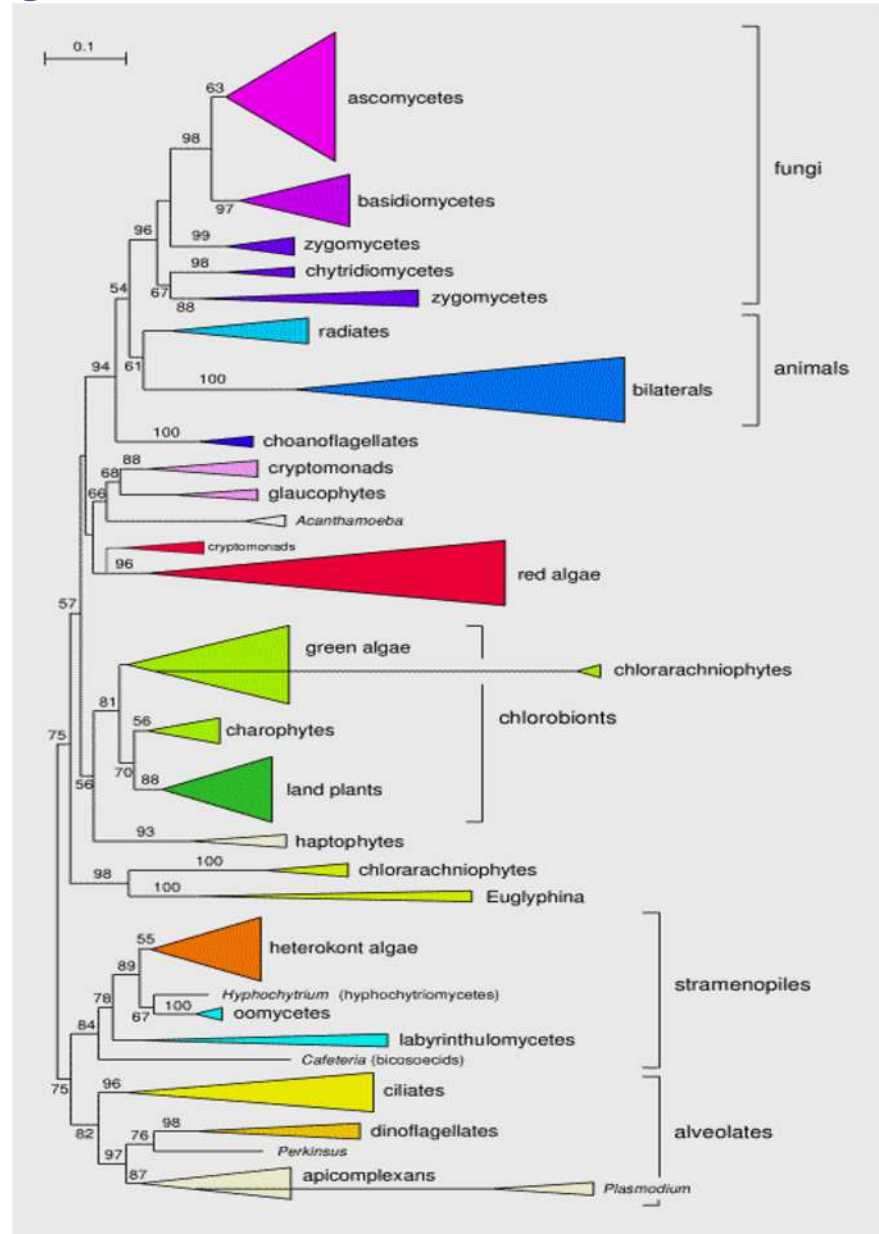 0.1
63
ascomycetes
98
fungi
basidiomycetes
97
96
99
zygomycetes
98
chytridiomycetes
54
67
zygomycetes
88
radiates
94
61
100
animals
bilaterals
100
choanoflagellates
88
cryptomonads
68
66
glaucophytes
Acanthamoeba
cryptomonads
96
red algae
57
green algae
chlorarachniophytes
81
chlorobionts
56
charophytes
75
70
88
56
land plants
93
haptophytes
100
chlorarachniophytes
98
100
Euglyphina
55
heterokont algae
89
stramenopiles
Hyphochytrium (hyphochytriomycetes)
78
100
67
oomycetes
84
labyrinthulomycetes
Cafeteria (bicosoecids)
75
96
ciliates
98
82
76
dinoflagellates
alveolates
Perkinsus
97
87
apicomplexans
Plasmodium